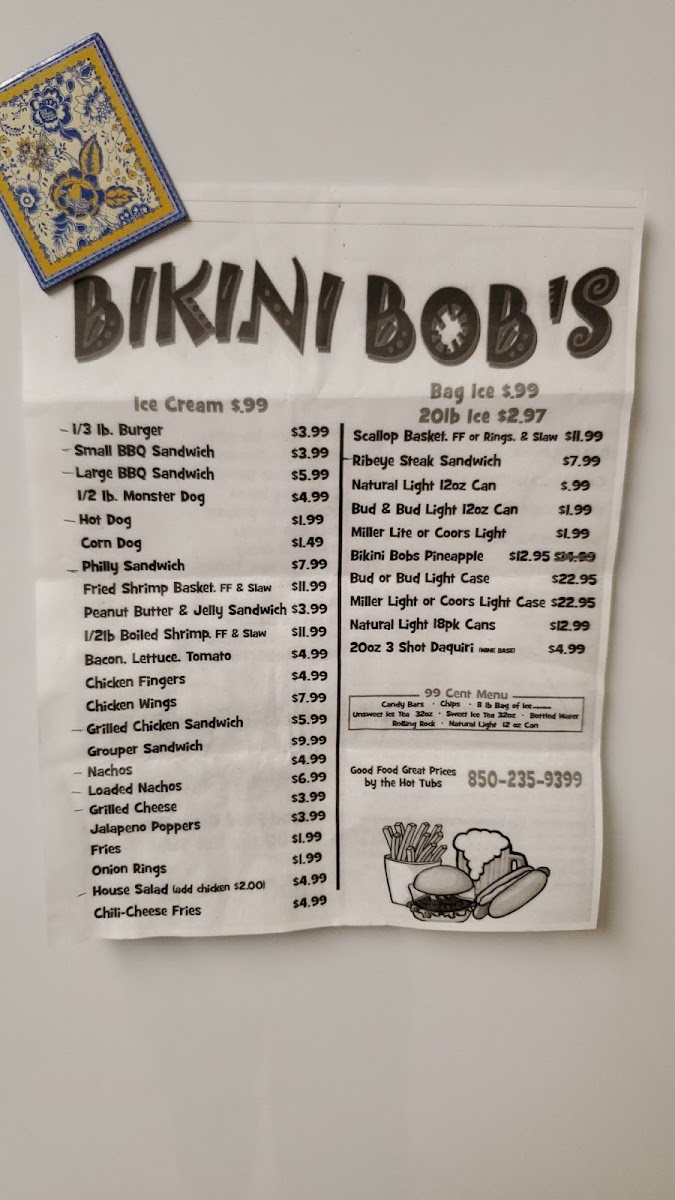 BIKINI BOB'S
Ice Cream $.99
1/3 lb. Burger $3.99
Small BBQ Sandwich $3.99
Large BBQ Sandwich $5.99
1/2 lb. Monster Dog $4.99
Hot Dog $1.99
Corn Dog $1.49
Philly Sandwich $7.99
Fried Shrimp Basket. FF & Slaw $11.99
Peanut Butter & Jelly Sandwich $3.99
1/2lb Boiled Shrimp. FF & Slaw $11.99
Bacon. Lettuce. Tomato $4.99
Chicken Fingers $4.99
Chicken Wings $7.99
Grilled Chicken Sandwich $5.99
Grouper Sandwich $9.99
Nachos $4.99
Loaded Nachos $6.99
Grilled Cheese $3.99
Jalapeno Poppers $3.99
Fries $1.99
Onion Rings $1.99
House Salad (add chicken $2.00) $4.99
Chili-Cheese Fries $4.99
Bag Ice $.99
20lb Ice $2.97
Scallop Basket. FF or Rings. & Slaw $11.99
Ribeye Steak Sandwich $7.99
Natural Light 12oz Can $.99
Bud & Bud Light 12oz Can $1.99
Miller Lite or Coors Light $1.99
Bikini Bobs Pineapple $12.95 $14.99
Bud or Bud Light Case $22.95
Miller Light or Coors Light Case $22.95
Natural Light 18pk Cans $12.99
20oz 3 Shot Daquiri (WINE BASE) $4.99
99 Cent Menu
Candy Bars · Chips · 8 lb Bag of Ice
Unsweet Ice Tea 32oz · Sweet Ice Tea 32oz · Bottled Water
Rolling Rock · Natural Light 12 oz Can
Good Food Great Prices
by the Hot Tubs 850-235-9399